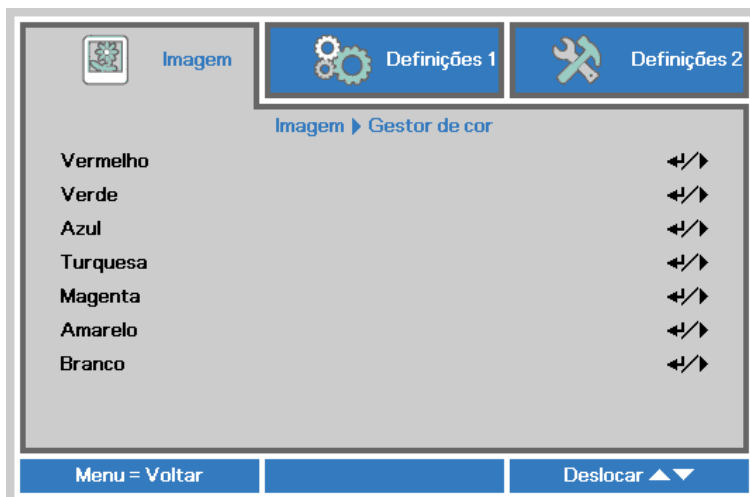 Imagem Definições 1 Definições 2
Imagem ▶ Gestor de cor
Vermelho ↵/▶
Verde ↵/▶
Azul ↵/▶
Turquesa ↵/▶
Magenta ↵/▶
Amarelo ↵/▶
Branco ↵/▶
Menu = Voltar Deslocar ▲▼